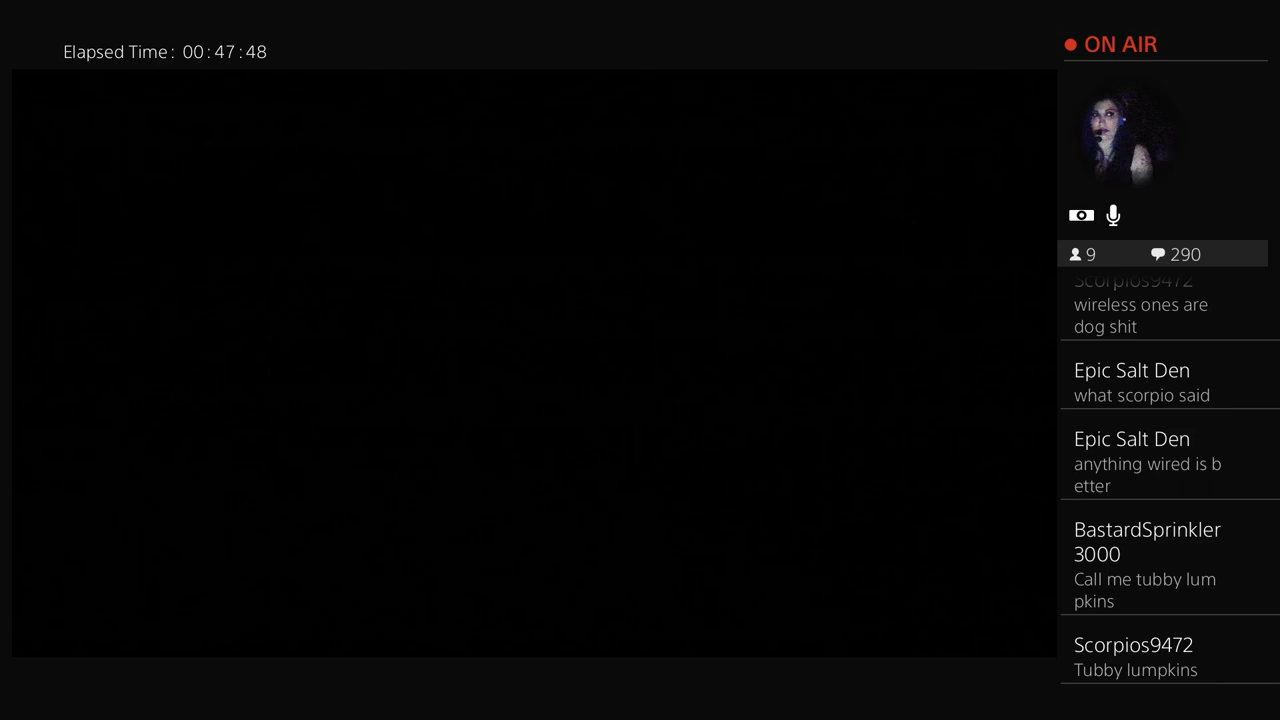 Elapsed Time: 00:47:48
ON AIR
9 290
Scorpios9472
wireless ones are
dog shit
Epic Salt Den
what scorpio said
Epic Salt Den
anything wired is b
etter
BastardSprinkler
3000
Call me tubby lum
pkins
Scorpios9472
Tubby lumpkins